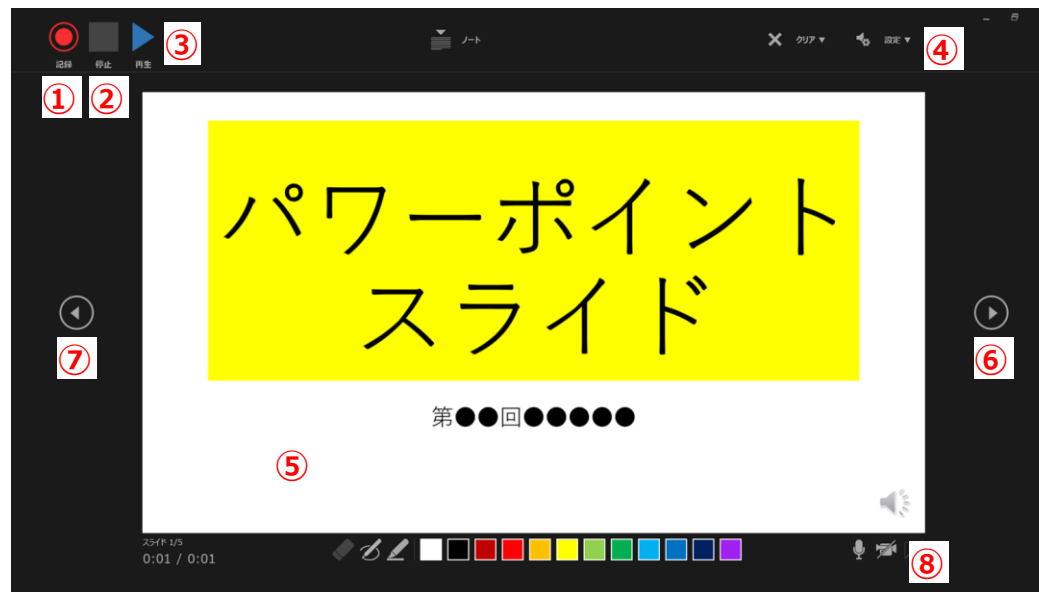 記録 停止 再生 ③ ノート クリア ▼ 設定 ▼ ④
① ②
パワーポイント
スライド
⑦ ⑥
第●●回●●●●●
⑤
スライド 1/5
0:01 / 0:01
⑧